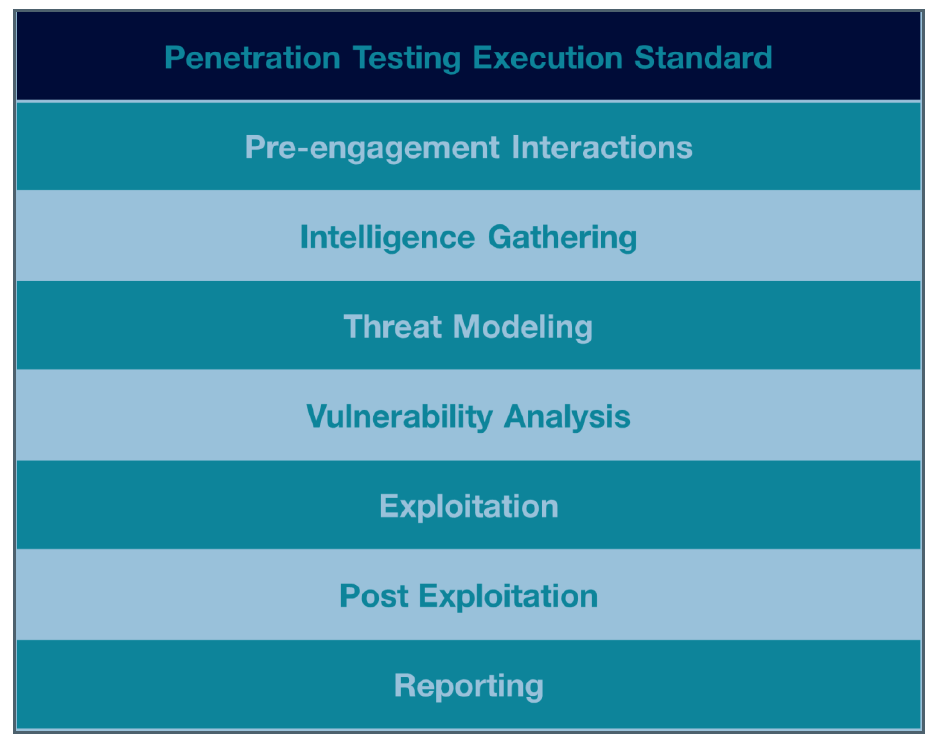 Penetration Testing Execution Standard
Pre-engagement Interactions
Intelligence Gathering
Threat Modeling
Vulnerability Analysis
Exploitation
Post Exploitation
Reporting